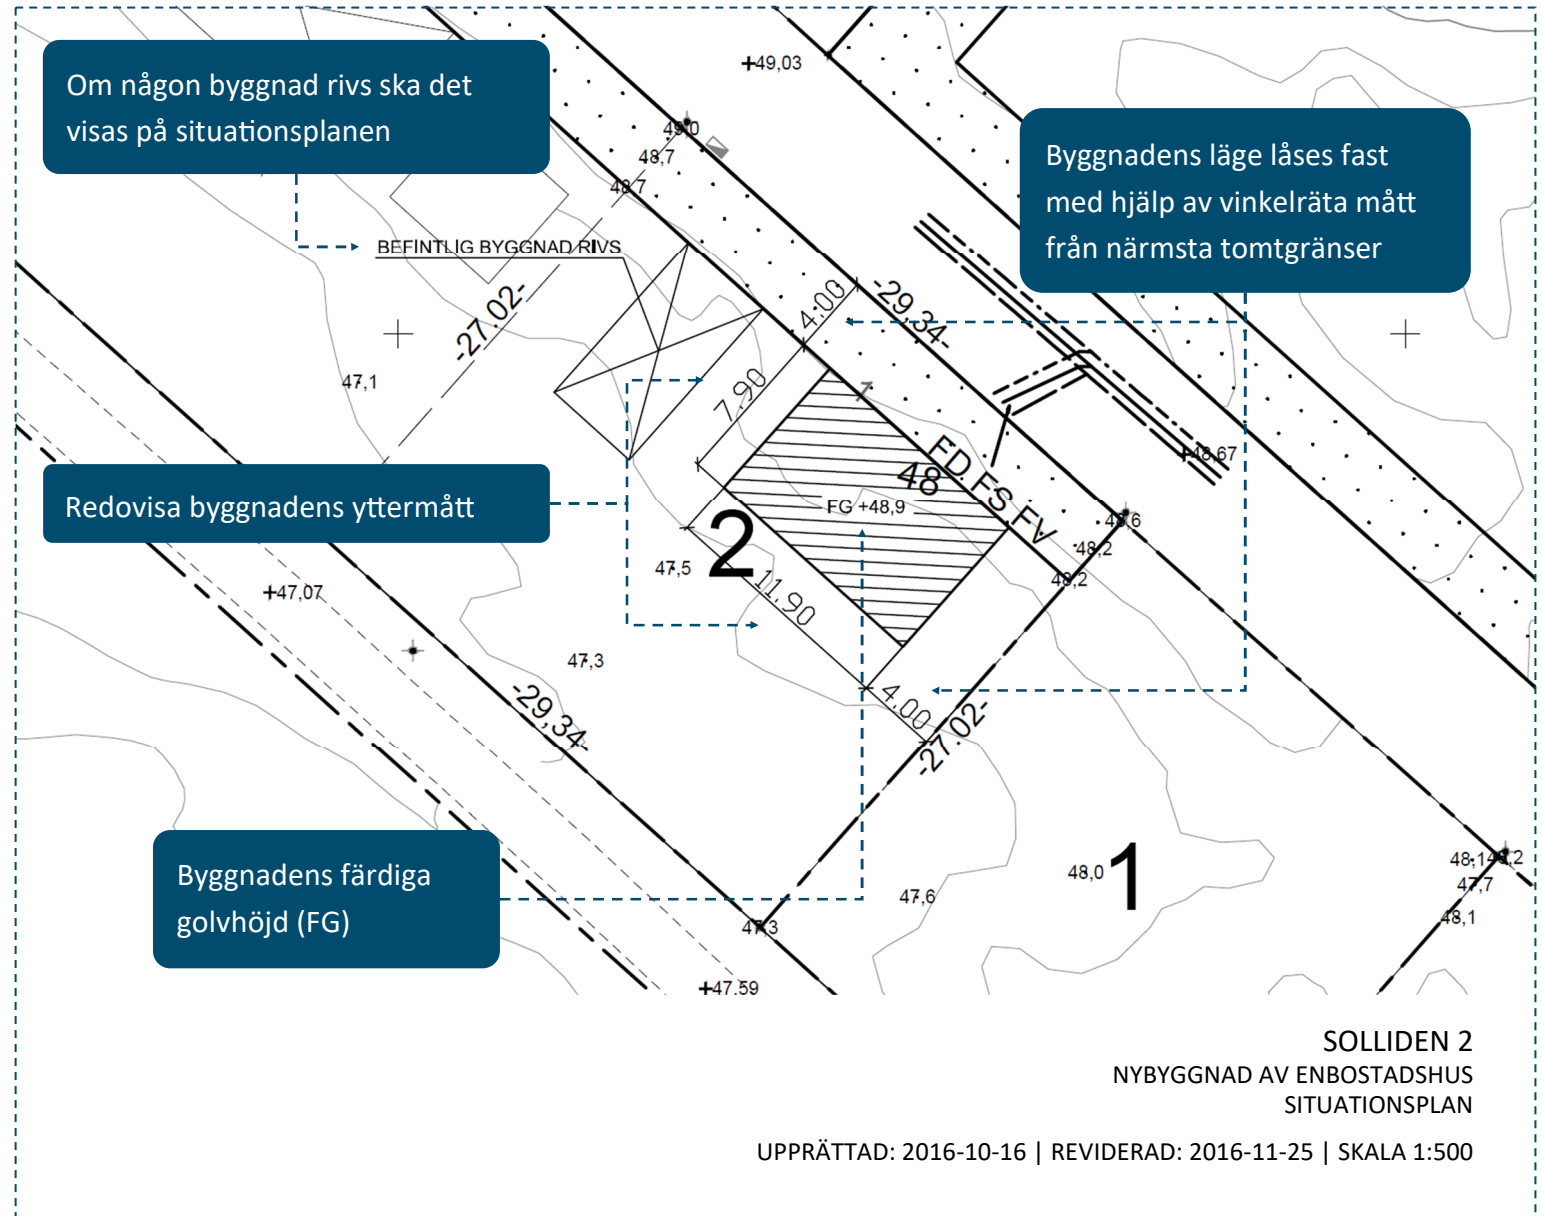 Om någon byggnad rivs ska det
visas på situationsplanen
49,03
49,0
48,7
48,7
Byggnadens läge låses fast
med hjälp av vinkelräta mått
från närmsta tomtgränser
BEFINTLIG BYGGNAD RIVS
-27.02-
4.00
-29,34-
47,1
7.90
48,67
FD FS FV
48
Redovisa byggnadens yttermått
FG +48,9
2
48,6
48,2
48,2
47,5
11.90
47,07
47,3
-29,34-
4.00
-27.02-
Byggnadens färdiga
golvhöjd (FG)
48,0
1
47,6
48,1
48,2
47,7
48,1
47,3
47,59
SOLLIDEN 2
NYBYGGNAD AV ENBOSTADSHUS
SITUATIONSPLAN
UPPRÄTTAD: 2016-10-16 | REVIDERAD: 2016-11-25 | SKALA 1:500